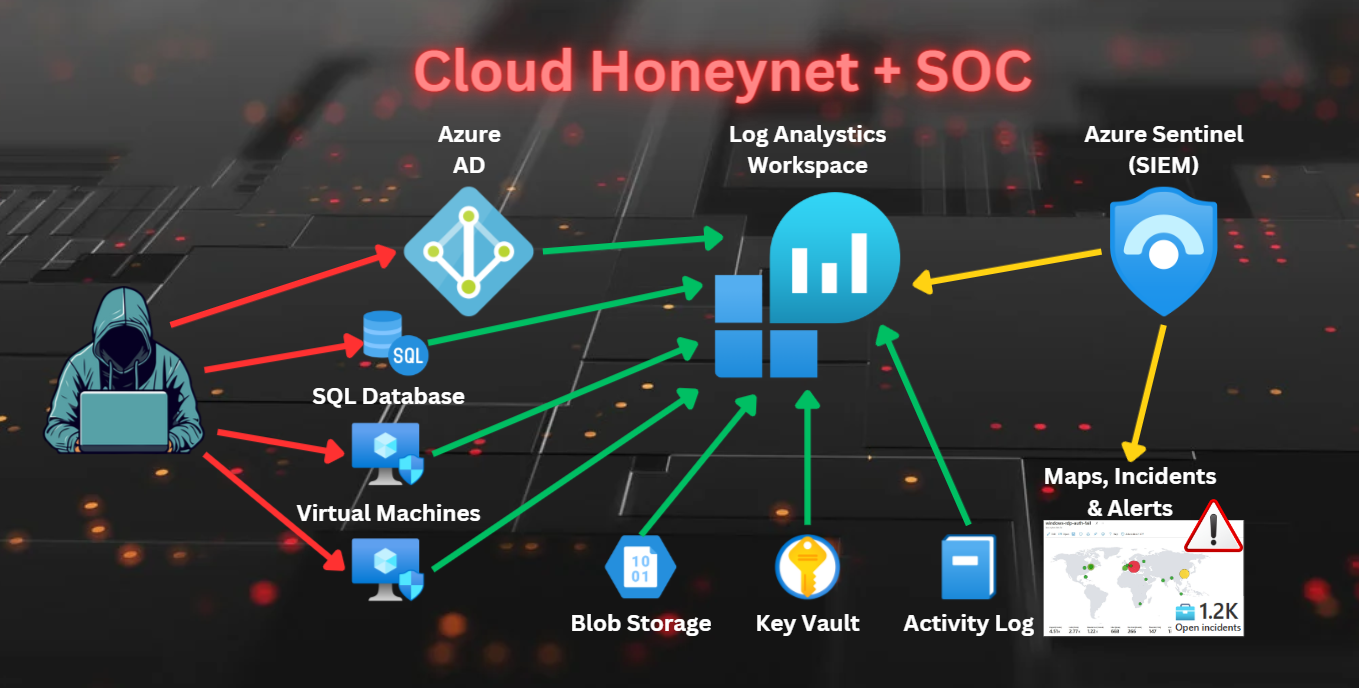 Cloud Honeynet + SOC
Azure
AD
Log Analystics
Workspace
Azure Sentinel
(SIEM)
SQL
SQL Database
Virtual Machines
10
01
Blob Storage
Key Vault
Activity Log
Maps, Incidents
& Alerts
windows-rdp-auth-fail
1.2K
Open incidents